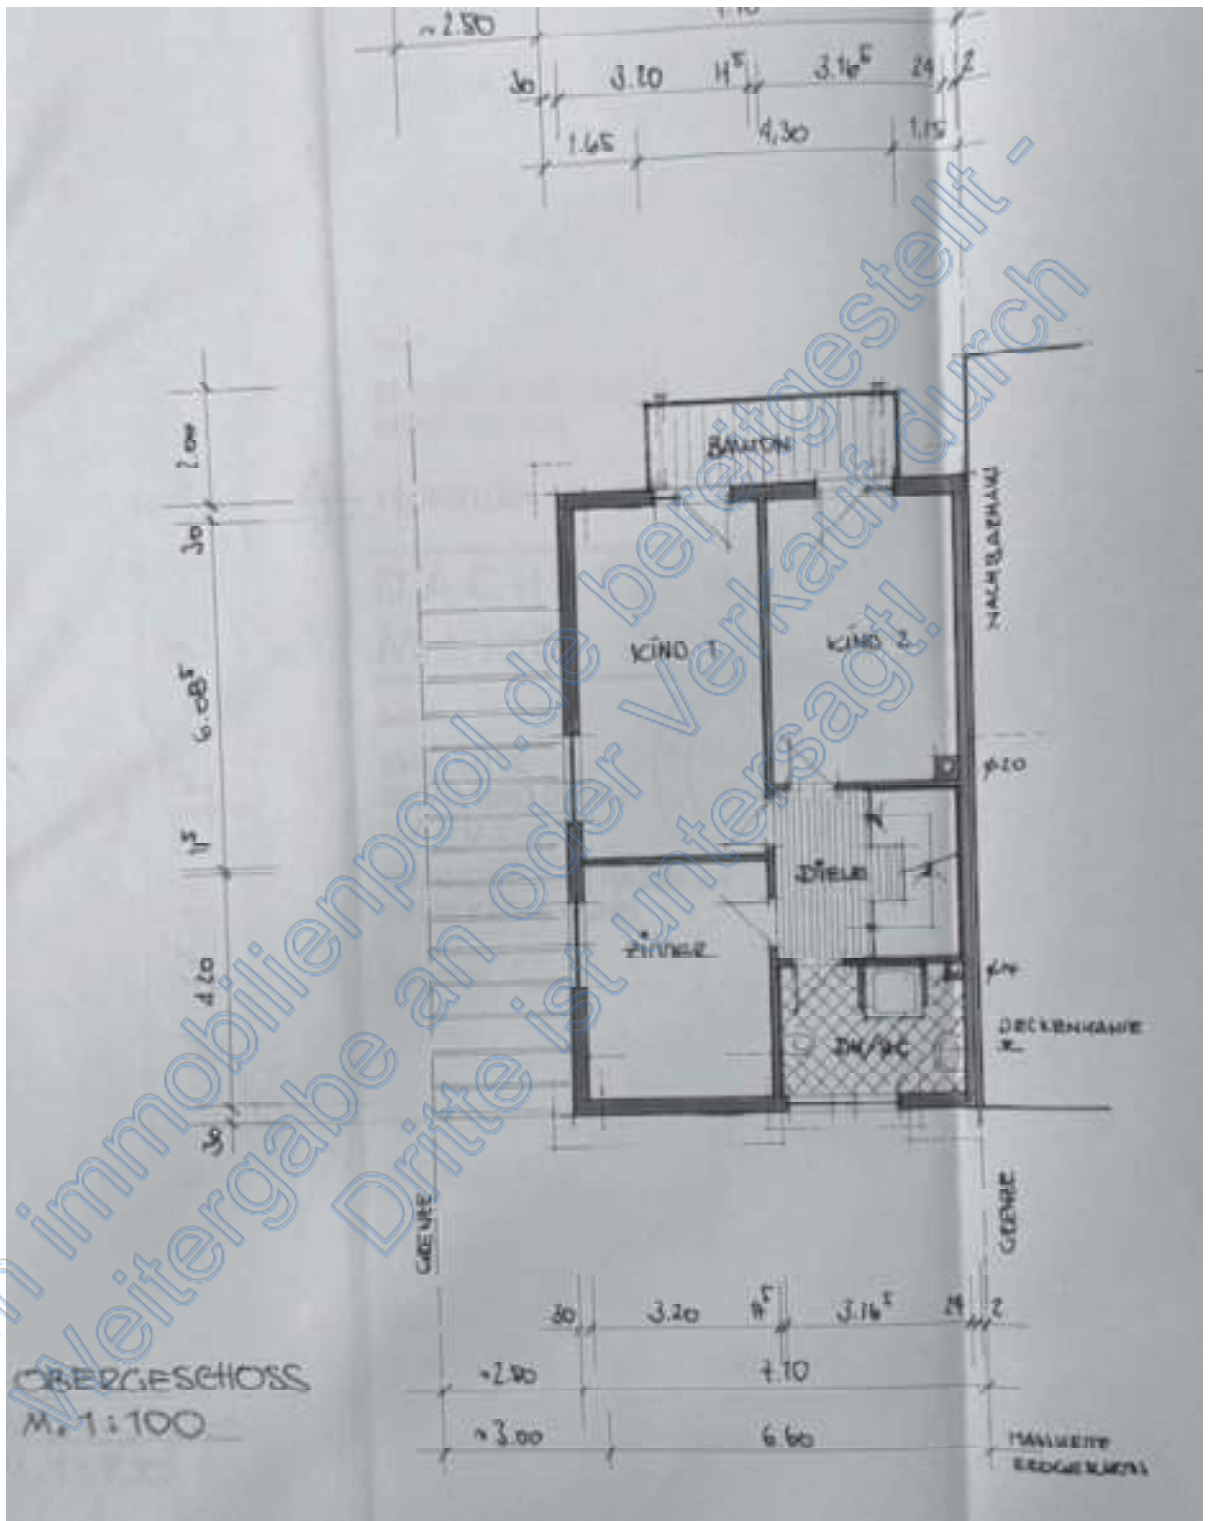 ~2.80
30 3.20 11⁵ 3.16⁵ 24 2
1.65 4,30 1,15
2.00
BALKON
30
NACHBARHAUS
KIND 1
KIND 2
6.08⁵
ø20
11⁵
DIELE
ZIMMER
4.20
DECKENKANTE
DU/WC
30
GRENZE
GRENZE
30 3.20 11⁵ 3.16⁵ 24 2
~2.80 7.10
~3.00 6.60
OBERGESCHOSS
M. 1:100
n immobilienpool.de bereitgestellt -
Weitergabe an oder Verkauf durch
Dritte ist untersagt!